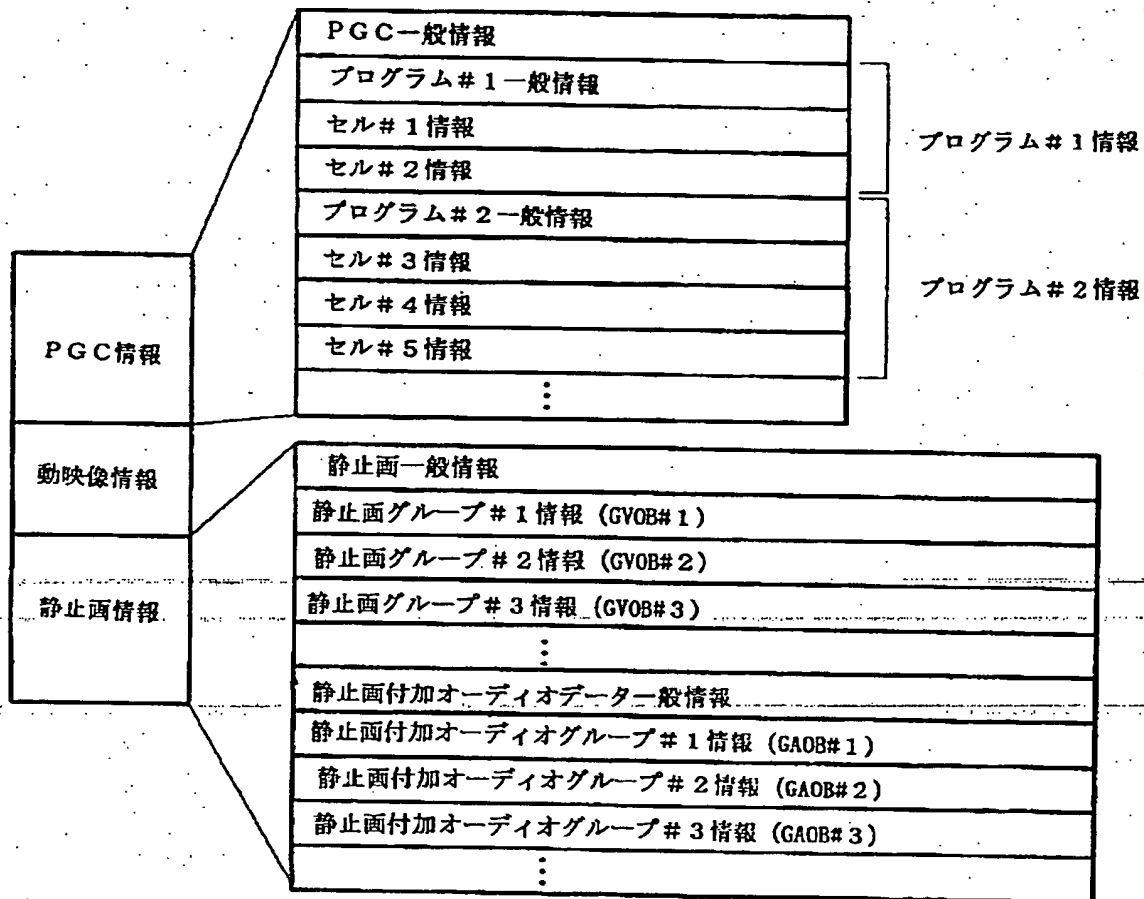 PGC一般情報
プログラム#1一般情報
セル#1情報
セル#2情報
プログラム#2一般情報
セル#3情報
セル#4情報
セル#5情報
⋮
プログラム#1情報
プログラム#2情報
PGC情報
動映像情報
静止画情報
静止画一般情報
静止画グループ#1情報 (GVOB#1)
静止画グループ#2情報 (GVOB#2)
静止画グループ#3情報 (GVOB#3)
⋮
静止画付加オーディオデーター般情報
静止画付加オーディオグループ#1情報 (GAOB#1)
静止画付加オーディオグループ#2情報 (GAOB#2)
静止画付加オーディオグループ#3情報 (GAOB#3)
⋮